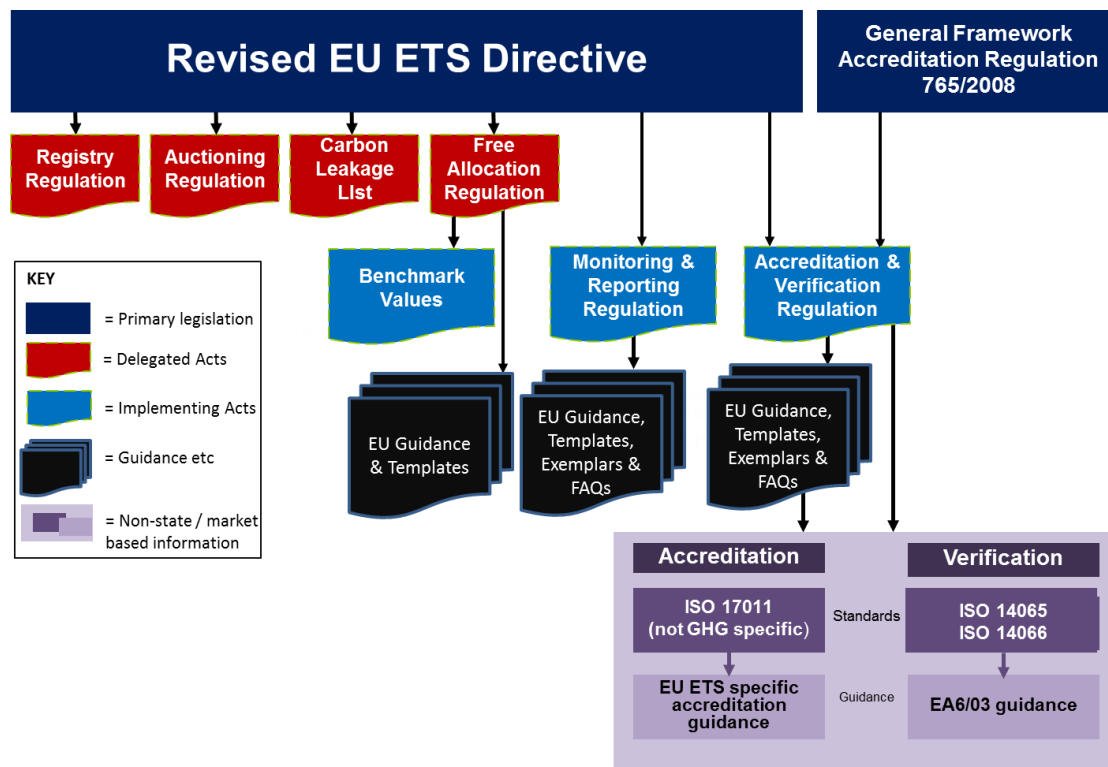 Revised EU ETS Directive
General Framework
Accreditation Regulation
765/2008
Registry
Regulation
Auctioning
Regulation
Carbon
Leakage
LIst
Free
Allocation
Regulation
Benchmark
Values
Monitoring &
Reporting
Regulation
Accreditation &
Verification
Regulation
KEY
= Primary legislation
= Delegated Acts
= Implementing Acts
= Guidance etc
= Non-state / market
based information
EU Guidance
& Templates
EU Guidance,
Templates,
Exemplars &
FAQs
EU Guidance,
Templates,
Exemplars &
FAQs
Accreditation
Verification
ISO 17011
(not GHG specific)
Standards
ISO 14065
ISO 14066
EU ETS specific
accreditation
guidance
Guidance
EA6/03 guidance